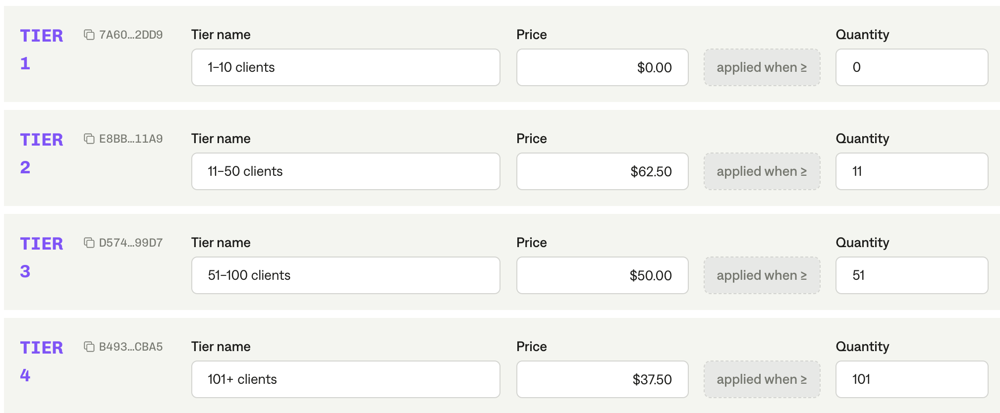 TIER 1
7A60…2DD9
Tier name
Price
Quantity
1–10 clients
$0.00
applied when ≥
0
TIER 2
E8BB…11A9
Tier name
Price
Quantity
11–50 clients
$62.50
applied when ≥
11
TIER 3
D574…99D7
Tier name
Price
Quantity
51–100 clients
$50.00
applied when ≥
51
TIER 4
B493…CBA5
Tier name
Price
Quantity
101+ clients
$37.50
applied when ≥
101